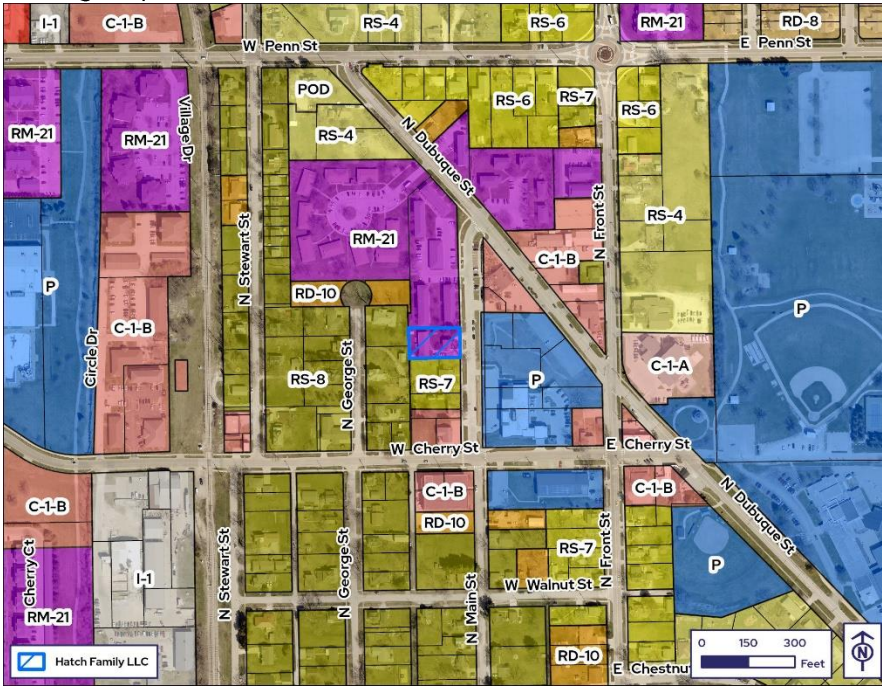 I-1
C-1-B
RS-4
RS-6
RM-21
RD-8
W Penn St
E Penn St
POD
RS-6
RS-7
RS-6
RM-21
RM-21
Village Dr
RS-4
N Dubuque St
N Stewart St
N Front St
RS-4
RM-21
C-1-B
P
RD-10
P
C-1-B
Circle Dr
N George St
RS-8
RS-7
P
C-1-A
W Cherry St
E Cherry St
C-1-B
C-1-B
C-1-B
N Dubuque St
RD-10
RS-7
Cherry Ct
I-1
N Stewart St
N George St
N Main St
W Walnut St
N Front St
P
RM-21
RD-10
E Chestnut
Hatch Family LLC
0 150 300
Feet
N